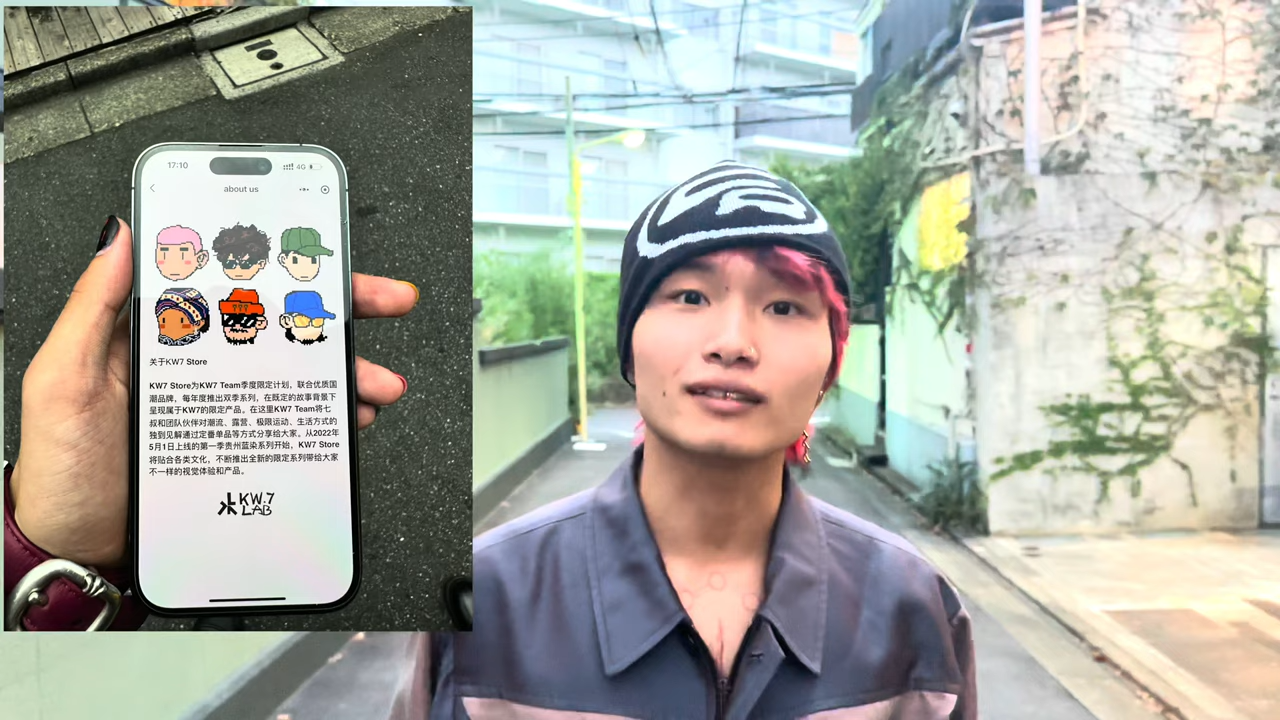 17:10
4G
about us
关于KW7 Store
KW7 Store为KW7 Team季度限定计划，联合优质国
潮品牌，每年度推出双季系列，在既定的故事背景下
呈现属于KW7的限定产品。在这里KW7 Team将七
叔和团队伙伴对潮流、露营、极限运动、生活方式的
独到见解通过定番单品等方式分享给大家。从2022年
5月1日上线的第一季贵州蓝染系列开始，KW7 Store
将贴合各类文化，不断推出全新的限定系列带给大家
不一样的视觉体验和产品。
KW.7
LAB